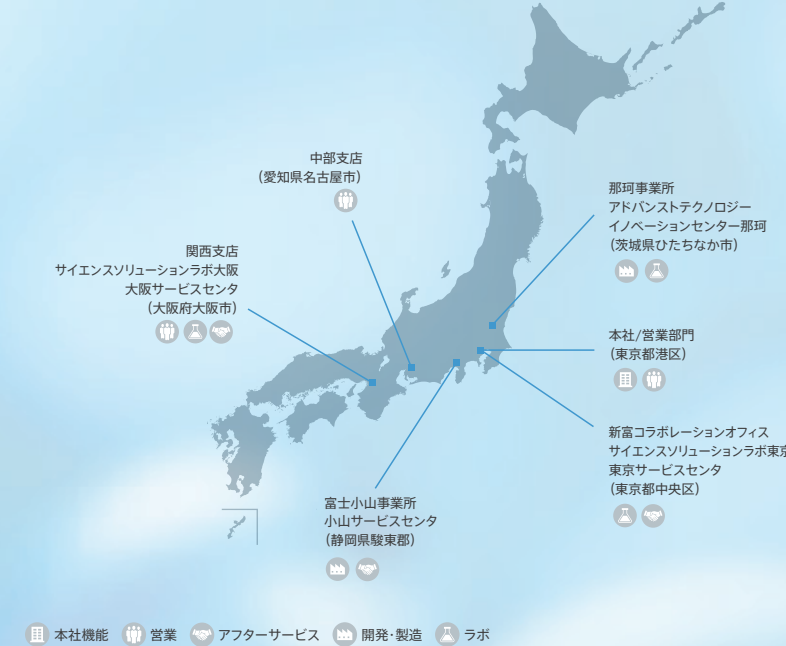 中部支店
(愛知県名古屋市)
関西支店
サイエンスソリューションラボ大阪
大阪サービスセンタ
(大阪府大阪市)
那珂事業所
アドバンストテクノロジー
イノベーションセンター那珂
(茨城県ひたちなか市)
本社/営業部門
(東京都港区)
新富コラボレーションオフィス
サイエンスソリューションラボ東京
東京サービスセンタ
(東京都中央区)
富士小山事業所
小山サービスセンタ
(静岡県駿東郡)
本社機能 営業 アフターサービス 開発・製造 ラボ